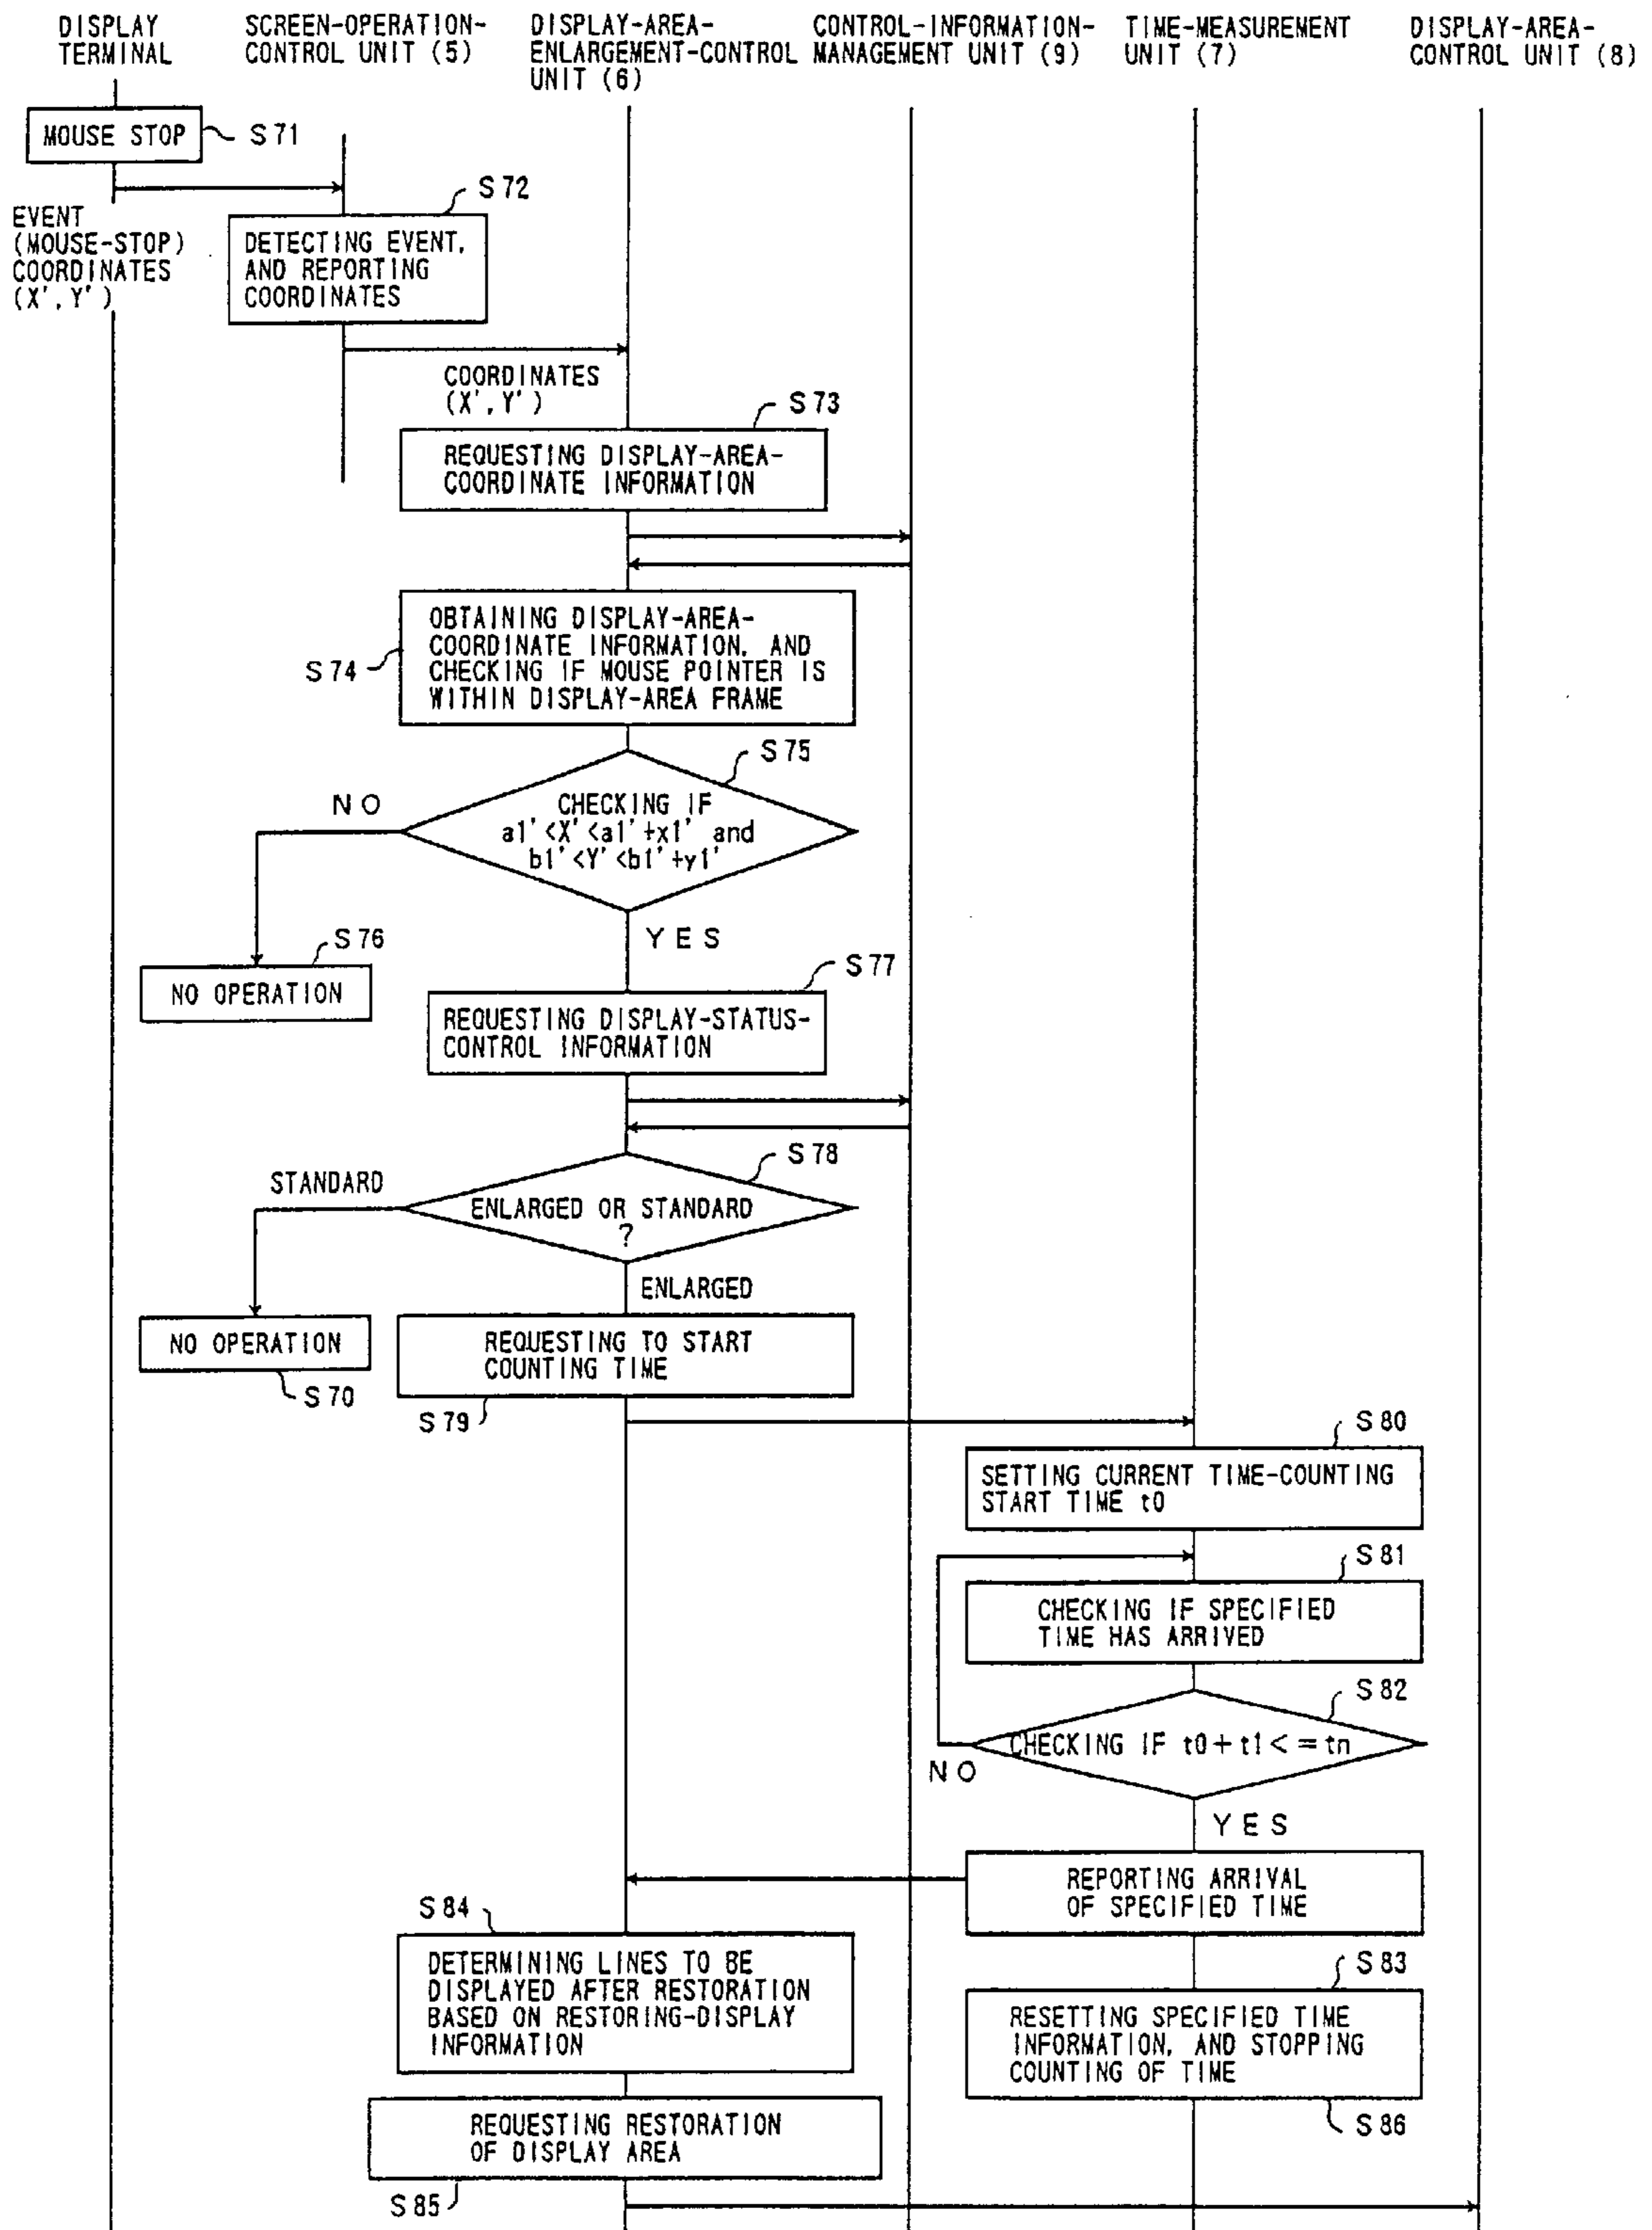 DISPLAY
TERMINAL
SCREEN-OPERATION-
CONTROL UNIT (5)
DISPLAY-AREA-
ENLARGEMENT-CONTROL
UNIT (6)
CONTROL-INFORMATION-
MANAGEMENT UNIT (9)
TIME-MEASUREMENT
UNIT (7)
DISPLAY-AREA-
CONTROL UNIT (8)
MOUSE STOP
S71
EVENT
(MOUSE-STOP)
COORDINATES
(X', Y')
S72
DETECTING EVENT,
AND REPORTING
COORDINATES
COORDINATES
(X', Y')
S73
REQUESTING DISPLAY-AREA-
COORDINATE INFORMATION
S74
OBTAINING DISPLAY-AREA-
COORDINATE INFORMATION, AND
CHECKING IF MOUSE POINTER IS
WITHIN DISPLAY-AREA FRAME
S75
CHECKING IF
a1'<X'<a1'+x1' and
b1'<Y'<b1'+y1'
NO
YES
S76
NO OPERATION
S77
REQUESTING DISPLAY-STATUS-
CONTROL INFORMATION
S78
ENLARGED OR STANDARD
?
STANDARD
ENLARGED
NO OPERATION
S70
REQUESTING TO START
COUNTING TIME
S79
S80
SETTING CURRENT TIME-COUNTING
START TIME t0
S81
CHECKING IF SPECIFIED
TIME HAS ARRIVED
S82
CHECKING IF t0+t1<=tn
NO
YES
REPORTING ARRIVAL
OF SPECIFIED TIME
S83
S84
DETERMINING LINES TO BE
DISPLAYED AFTER RESTORATION
BASED ON RESTORING-DISPLAY
INFORMATION
RESETTING SPECIFIED TIME
INFORMATION, AND STOPPING
COUNTING OF TIME
S86
REQUESTING RESTORATION
OF DISPLAY AREA
S85